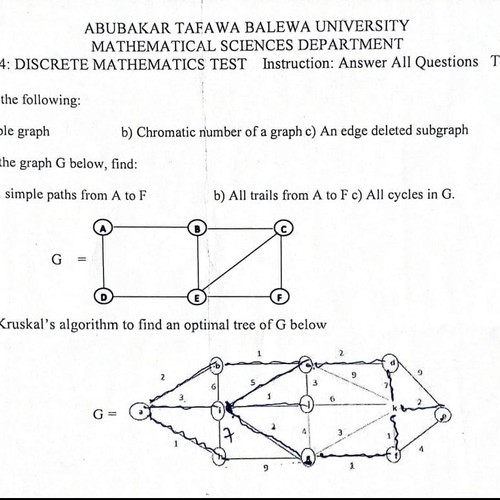 ABUBAKAR TAFAWA BALEWA UNIVERSITY
MATHEMATICAL SCIENCES DEPARTMENT
4: DISCRETE MATHEMATICS TEST Instruction: Answer All Questions T
the following:
ple graph b) Chromatic number of a graph c) An edge deleted subgraph
the graph G below, find:
simple paths from A to F b) All trails from A to F c) All cycles in G.
A B C
G =
D E F
Kruskal's algorithm to find an optimal tree of G below
1 2
b d
2 6 5 3 9 7 9
3 1 6 2
G = a i j k e
7 2 4 3 1
1 4
h g f
9 1